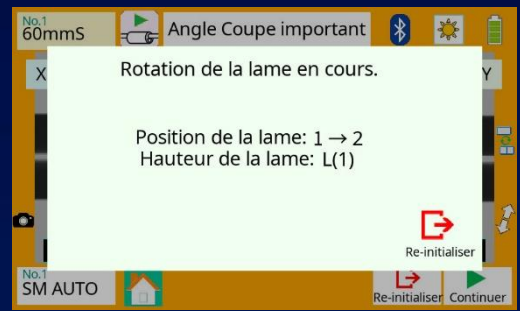 No.1
60mmS
Angle Coupe important
X
Y
Rotation de la lame en cours.
Position de la lame: 1 → 2
Hauteur de la lame: L(1)
Re-initialiser
No.1
SM AUTO
Re-initialiser
Continuer